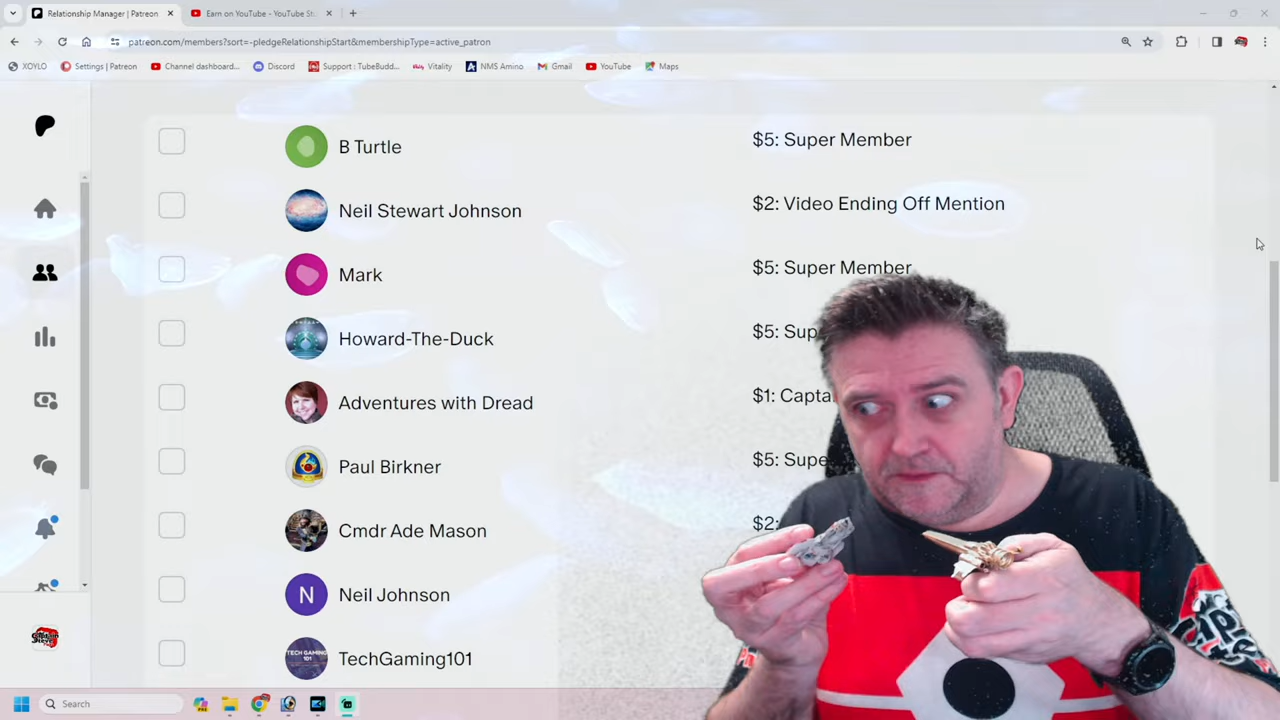 Relationship Manager | Patreon
Earn on YouTube - YouTube St
patreon.com/members?sort=-pledgeRelationshipStart&membershipType=active_patron
XOYLO
Settings | Patreon
Channel dashboard...
Discord
Support : TubeBudd...
Vitality
NMS Amino
Gmail
YouTube
Maps
B Turtle
$5: Super Member
Neil Stewart Johnson
$2: Video Ending Off Mention
Mark
$5: Super Member
Howard-The-Duck
$5: Sup
Adventures with Dread
$1: Capta
Paul Birkner
$5: Supe
Cmdr Ade Mason
$2:
N
Neil Johnson
TECH GAMING
101
TechGaming101
Search